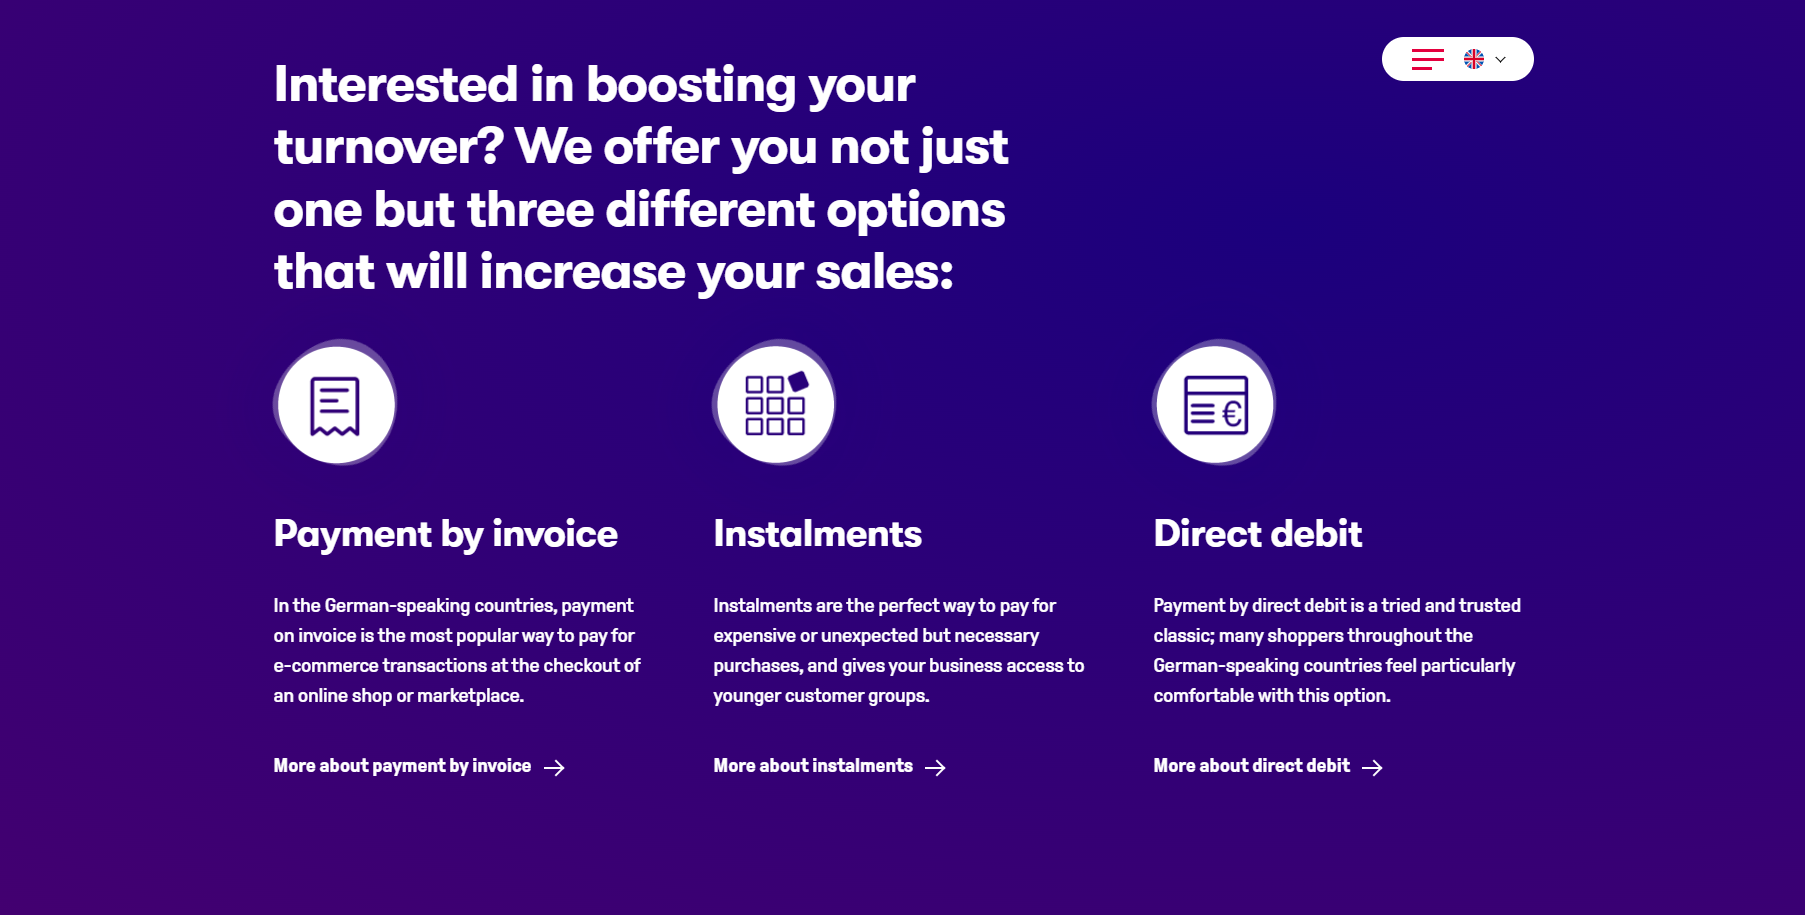 Interested in boosting your
turnover? We offer you not just
one but three different options
that will increase your sales:
€
Payment by invoice
In the German-speaking countries, payment
on invoice is the most popular way to pay for
e-commerce transactions at the checkout of
an online shop or marketplace.
More about payment by invoice
Instalments
Instalments are the perfect way to pay for
expensive or unexpected but necessary
purchases, and gives your business access to
younger customer groups.
More about instalments
Direct debit
Payment by direct debit is a tried and trusted
classic; many shoppers throughout the
German-speaking countries feel particularly
comfortable with this option.
More about direct debit